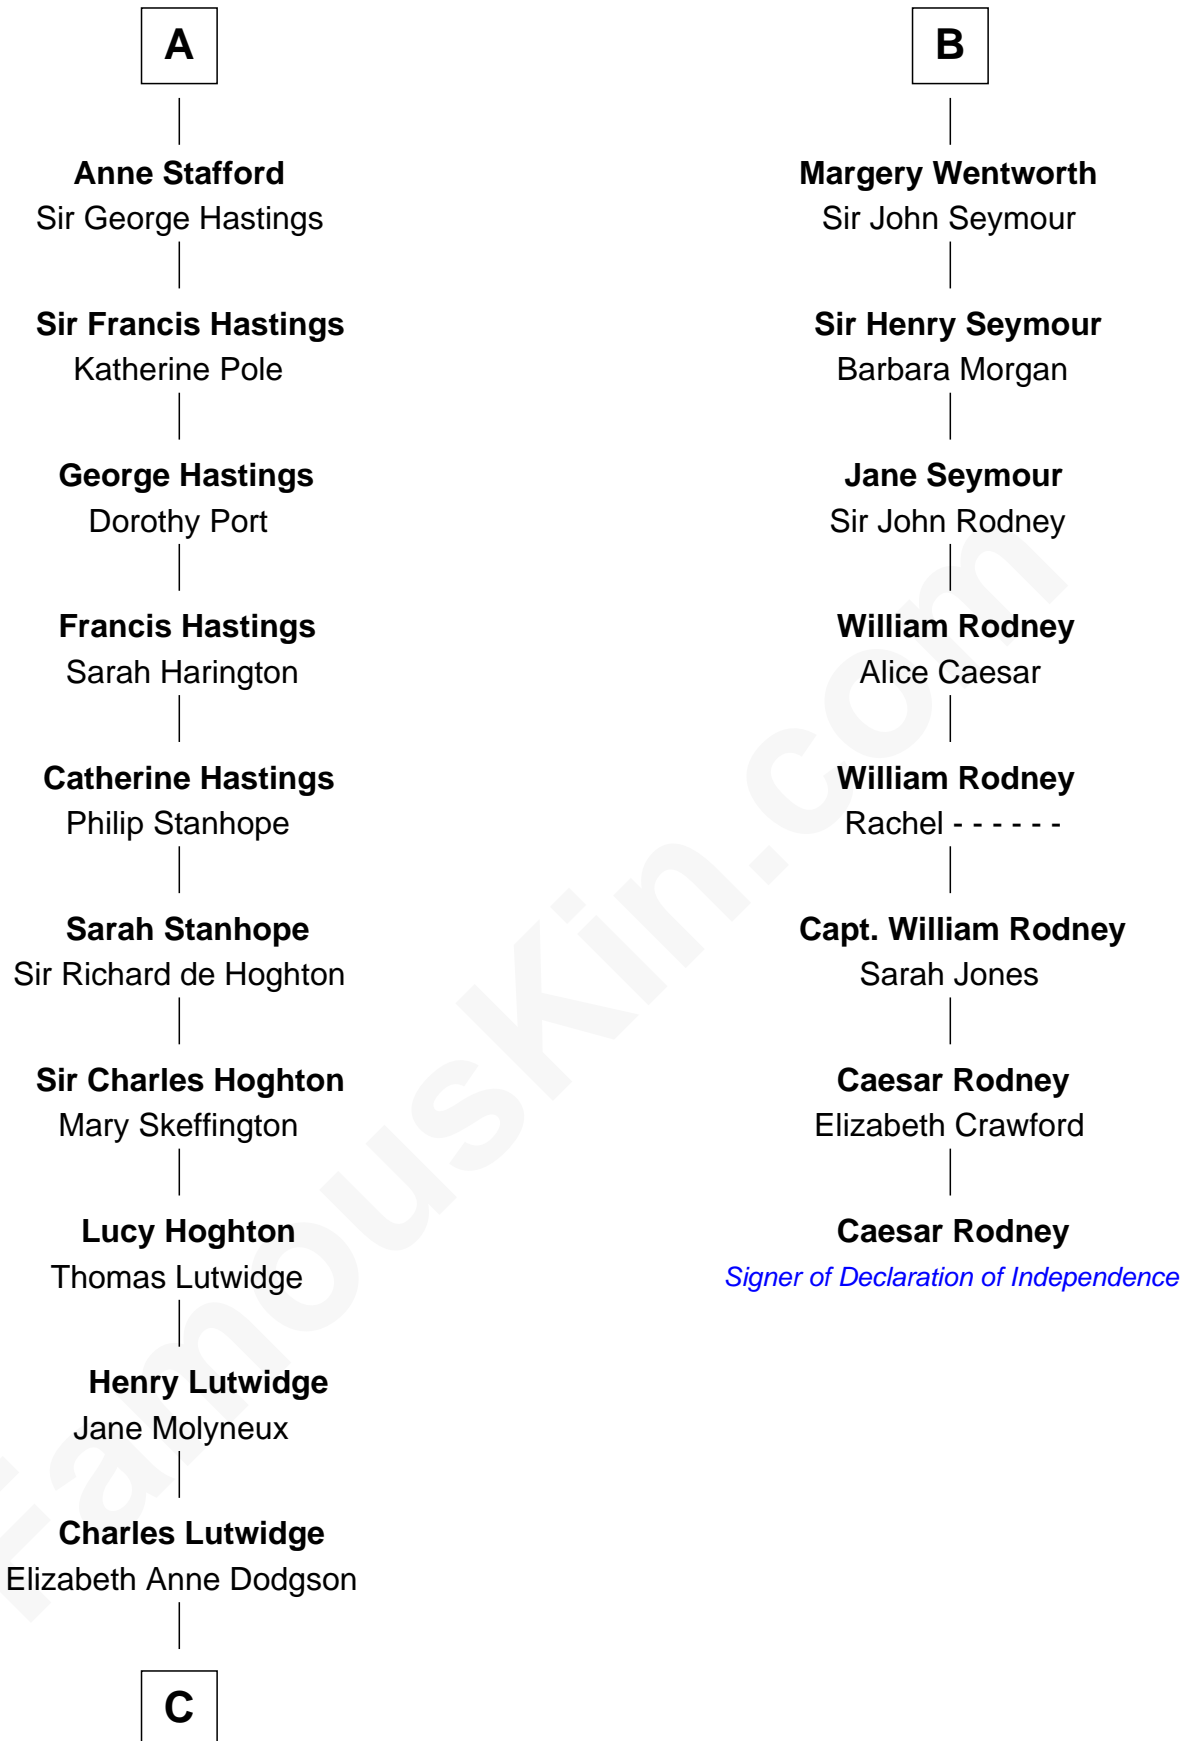 A
Anne Stafford
Sir George Hastings
Sir Francis Hastings
Katherine Pole
George Hastings
Dorothy Port
Francis Hastings
Sarah Harington
Catherine Hastings
Philip Stanhope
Sarah Stanhope
Sir Richard de Hoghton
Sir Charles Hoghton
Mary Skeffington
Lucy Hoghton
Thomas Lutwidge
Henry Lutwidge
Jane Molyneux
Charles Lutwidge
Elizabeth Anne Dodgson
C
B
Margery Wentworth
Sir John Seymour
Sir Henry Seymour
Barbara Morgan
Jane Seymour
Sir John Rodney
William Rodney
Alice Caesar
William Rodney
Rachel - - - - - -
Capt. William Rodney
Sarah Jones
Caesar Rodney
Elizabeth Crawford
Caesar Rodney
Signer of Declaration of Independence
FamousKin.com